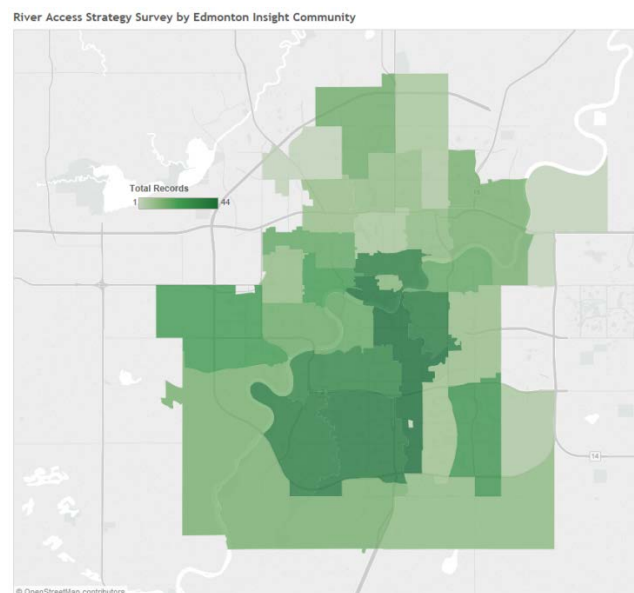 River Access Strategy Survey by Edmonton Insight Community
Total Records
1 44
14
© OpenStreetMap contributors